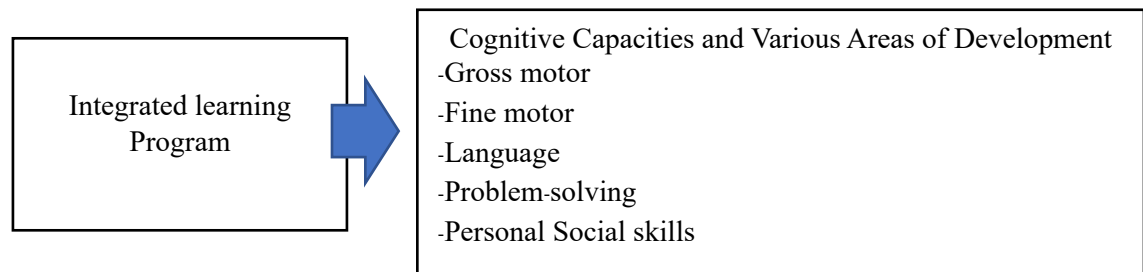 Integrated learning
Program
Cognitive Capacities and Various Areas of Development
-Gross motor
-Fine motor
-Language
-Problem-solving
-Personal Social skills